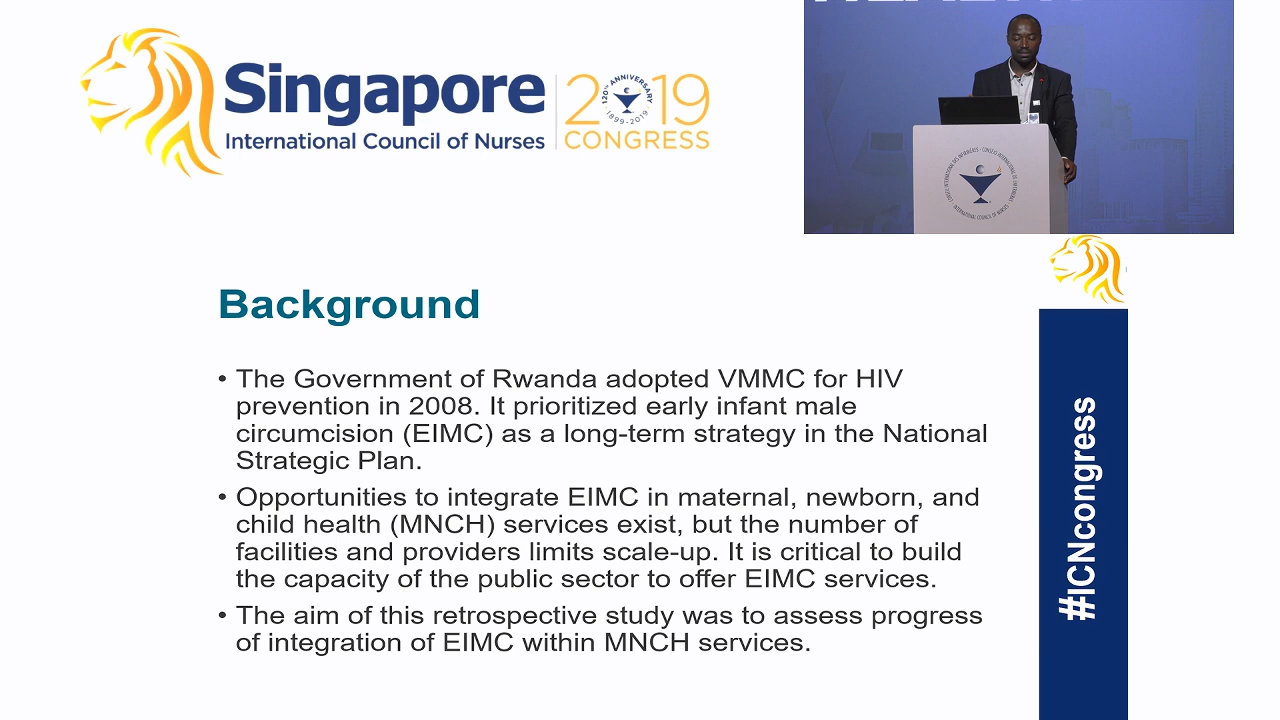 Singapore
International Council of Nurses
2019
CONGRESS
120TH ANNIVERSARY
1899-2019
Background
• The Government of Rwanda adopted VMMC for HIV
prevention in 2008. It prioritized early infant male
circumcision (EIMC) as a long-term strategy in the National
Strategic Plan.
• Opportunities to integrate EIMC in maternal, newborn, and
child health (MNCH) services exist, but the number of
facilities and providers limits scale-up. It is critical to build
the capacity of the public sector to offer EIMC services.
• The aim of this retrospective study was to assess progress
of integration of EIMC within MNCH services.
#ICNcongress